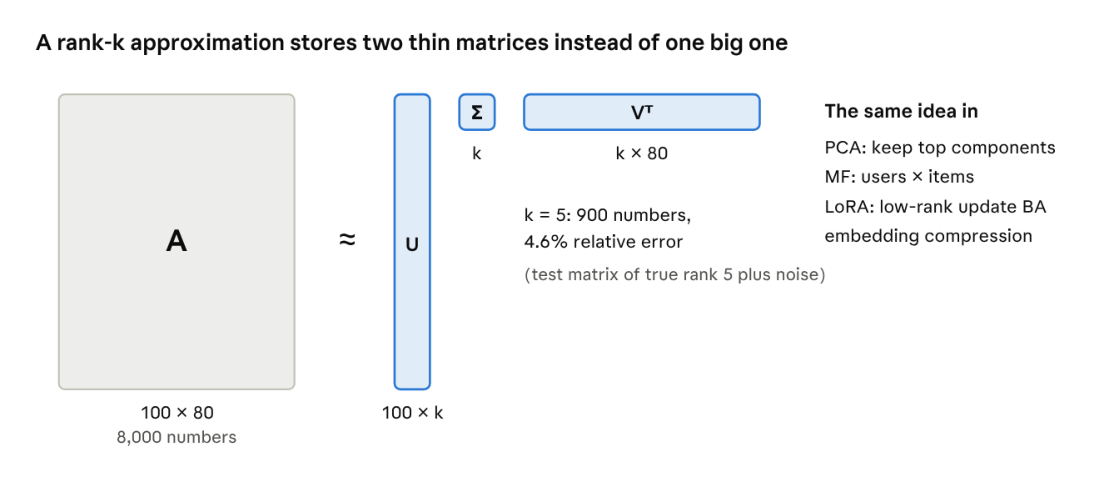 A rank-k approximation stores two thin matrices instead of one big one
A
100 × 80
8,000 numbers
≈
U
100 × k
Σ
k
Vᵀ
k × 80
k = 5: 900 numbers,
4.6% relative error
(test matrix of true rank 5 plus noise)
The same idea in
PCA: keep top components
MF: users × items
LoRA: low-rank update BA
embedding compression